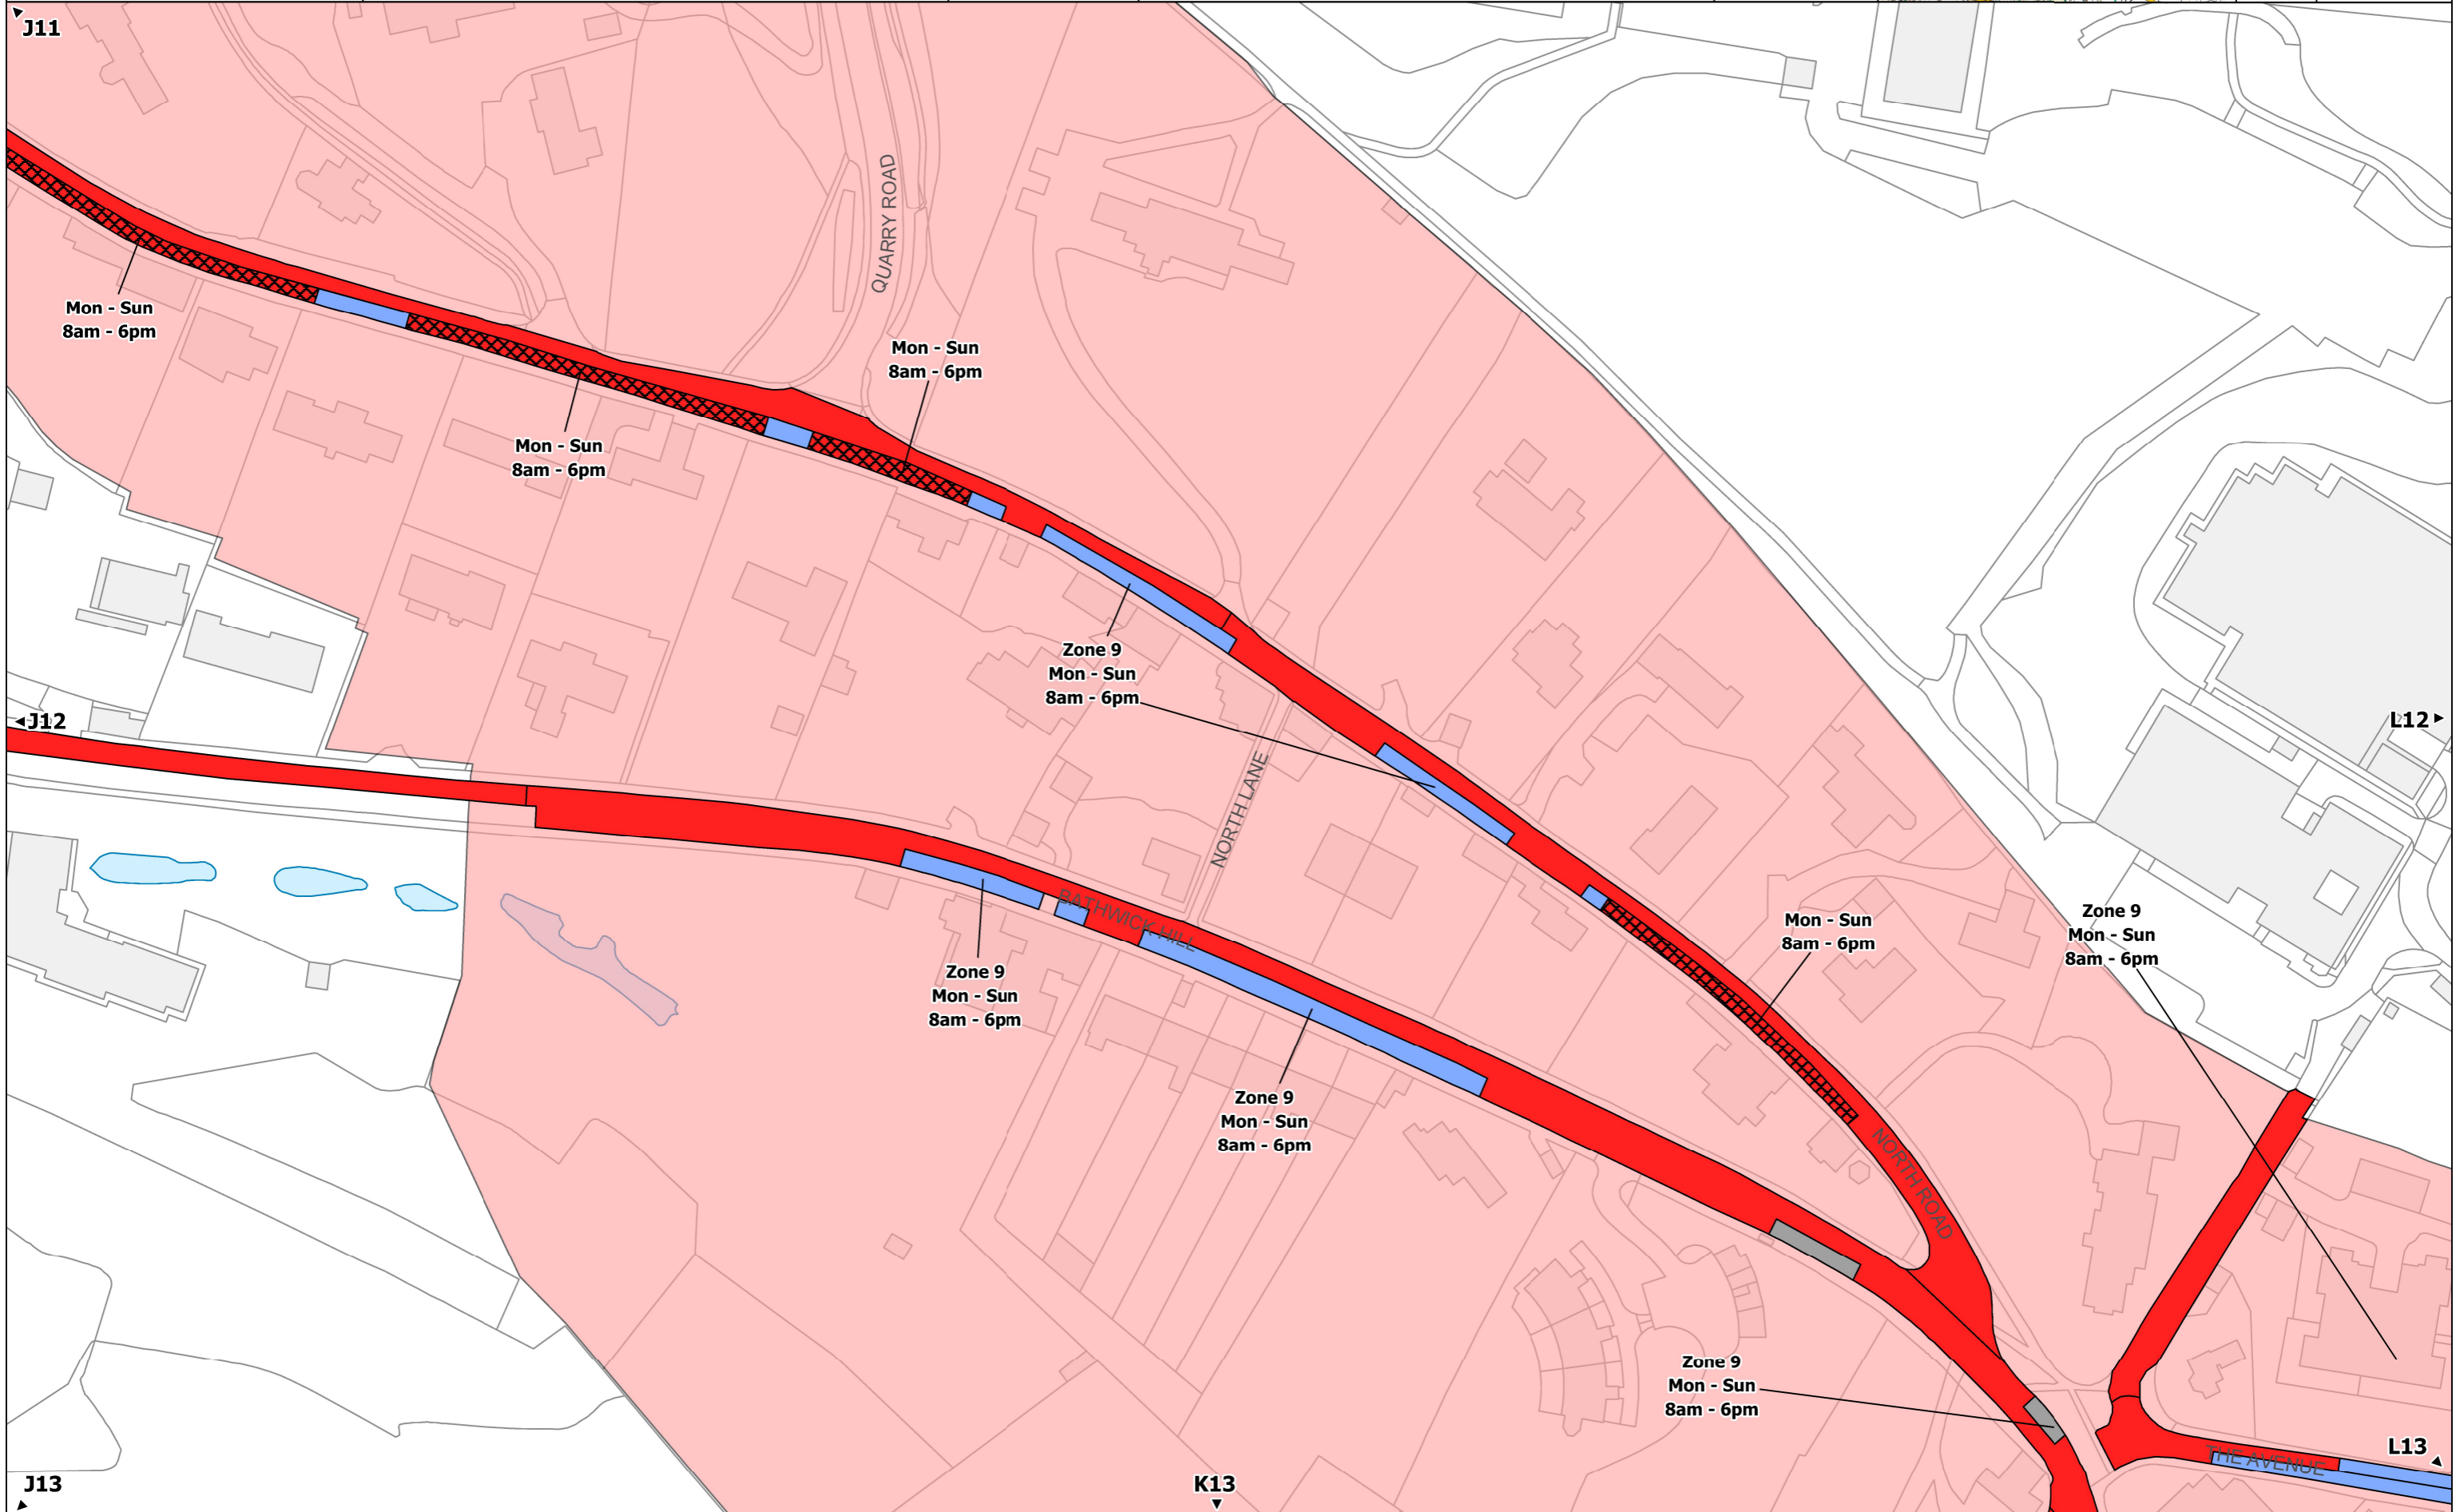 J11
QUARRY ROAD
Mon - Sun
8am - 6pm
Mon - Sun
8am - 6pm
Mon - Sun
8am - 6pm
Zone 9
Mon - Sun
8am - 6pm
J12
L12
NORTH LANE
BATHWICK HILL
Mon - Sun
8am - 6pm
Zone 9
Mon - Sun
8am - 6pm
Zone 9
Mon - Sun
8am - 6pm
Zone 9
Mon - Sun
8am - 6pm
NORTH ROAD
Zone 9
Mon - Sun
8am - 6pm
THE AVENUE
L13
J13
K13